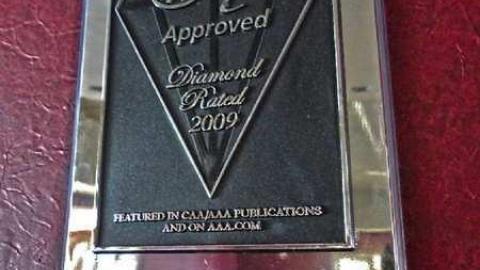 Approved
Diamond
Rated
2009
FEATURED IN CAA/AAA PUBLICATIONS
AND ON AAA.COM